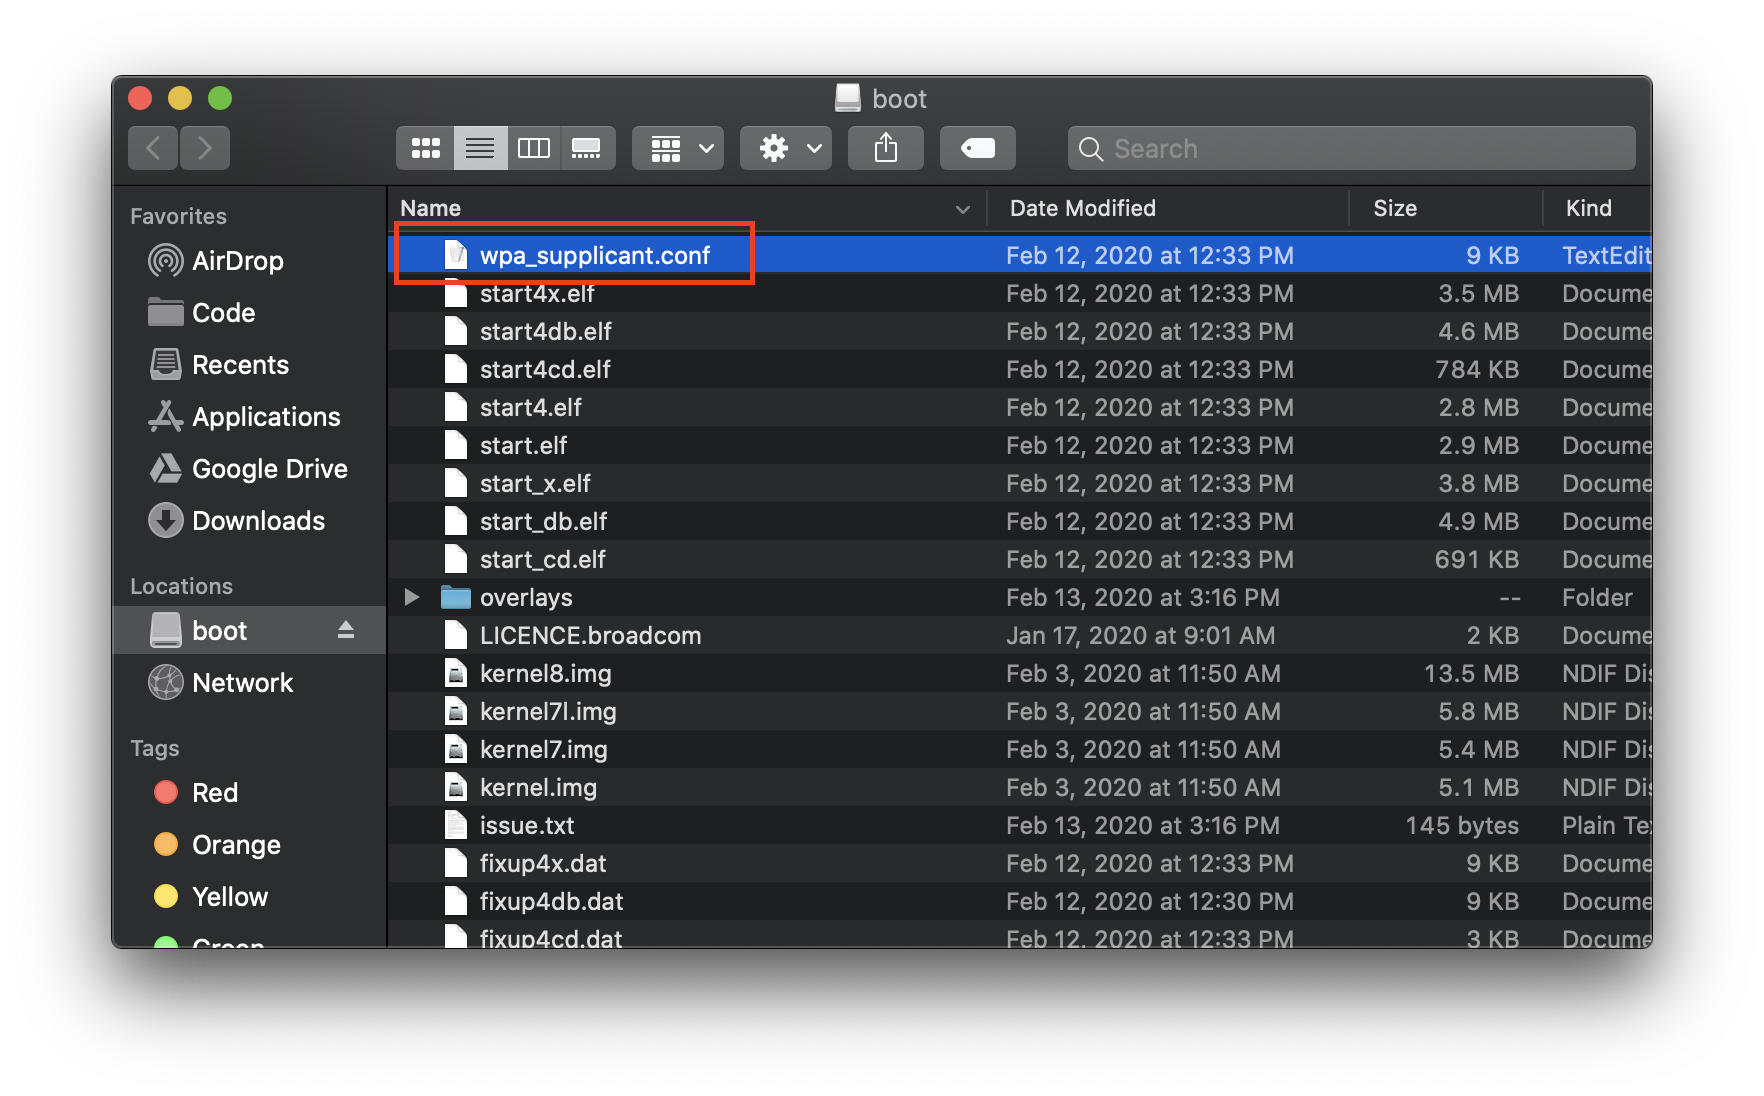 boot
Search
Favorites
AirDrop
Code
Recents
Applications
Google Drive
Downloads
Locations
boot
Network
Tags
Red
Orange
Yellow
Green
Name Date Modified Size Kind
wpa_supplicant.conf Feb 12, 2020 at 12:33 PM 9 KB TextEdit
start4x.elf Feb 12, 2020 at 12:33 PM 3.5 MB Docume
start4db.elf Feb 12, 2020 at 12:33 PM 4.6 MB Docume
start4cd.elf Feb 12, 2020 at 12:33 PM 784 KB Docume
start4.elf Feb 12, 2020 at 12:33 PM 2.8 MB Docume
start.elf Feb 12, 2020 at 12:33 PM 2.9 MB Docume
start_x.elf Feb 12, 2020 at 12:33 PM 3.8 MB Docume
start_db.elf Feb 12, 2020 at 12:33 PM 4.9 MB Docume
start_cd.elf Feb 12, 2020 at 12:33 PM 691 KB Docume
overlays Feb 13, 2020 at 3:16 PM -- Folder
LICENCE.broadcom Jan 17, 2020 at 9:01 AM 2 KB Docume
kernel8.img Feb 3, 2020 at 11:50 AM 13.5 MB NDIF Dis
kernel7l.img Feb 3, 2020 at 11:50 AM 5.8 MB NDIF Dis
kernel7.img Feb 3, 2020 at 11:50 AM 5.4 MB NDIF Dis
kernel.img Feb 3, 2020 at 11:50 AM 5.1 MB NDIF Dis
issue.txt Feb 13, 2020 at 3:16 PM 145 bytes Plain Te
fixup4x.dat Feb 12, 2020 at 12:33 PM 9 KB Docume
fixup4db.dat Feb 12, 2020 at 12:30 PM 9 KB Docume
fixup4cd.dat Feb 12, 2020 at 12:33 PM 3 KB Docume